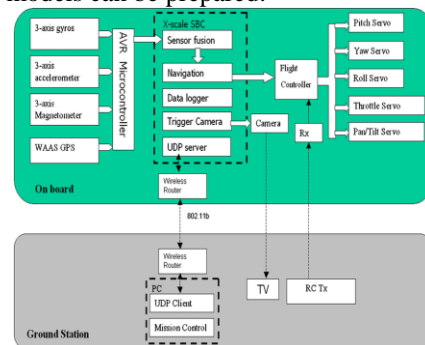 models can be prepared.
3-axis gyros
3-axis
accelerometer
3-axis
Magnetometer
WAAS GPS
AVR Microcontroller
X-scale SBC
Sensor fusion
Navigation
Data logger
Trigger Camera
UDP server
Camera
Flight
Controller
Rx
Pitch Servo
Yaw Servo
Roll Servo
Throttle Servo
Pan/Tilt Servo
Wireless
Router
On board
802.11b
Wireless
Router
PC
UDP Client
Mission Control
TV
RC Tx
Ground Station